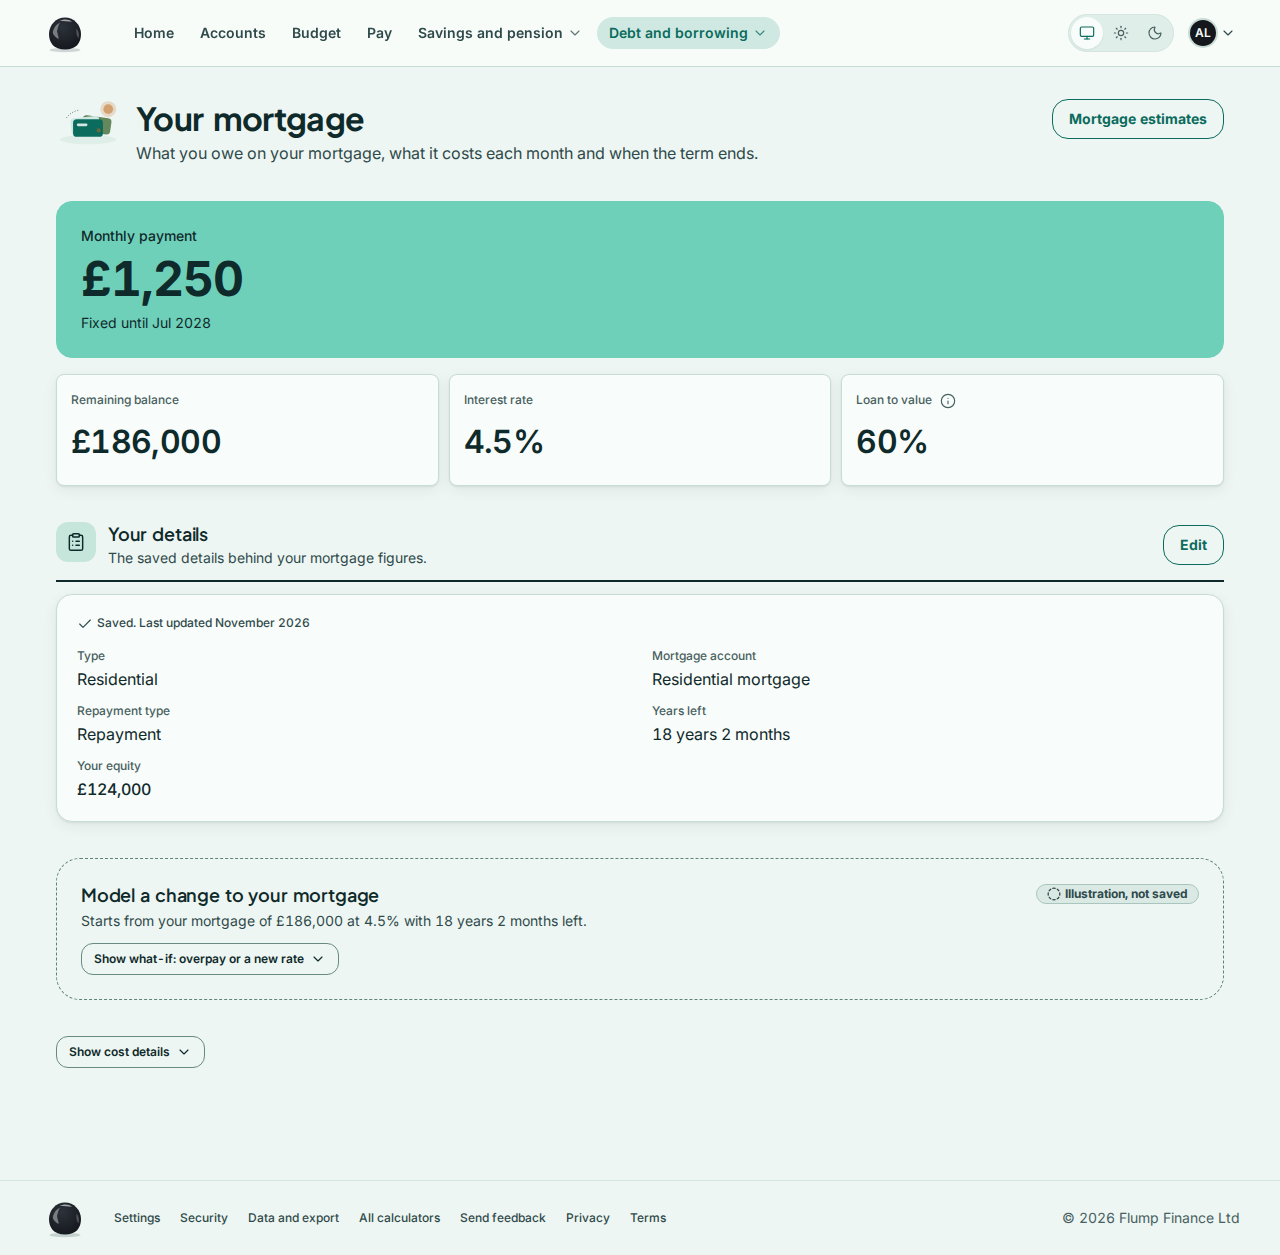 Home Accounts Budget Pay Savings and pension Debt and borrowing AL
Your mortgage
Mortgage estimates
What you owe on your mortgage, what it costs each month and when the term ends.
Monthly payment
£1,250
Fixed until Jul 2028
Remaining balance
£186,000
Interest rate
4.5%
Loan to value
60%
Your details
The saved details behind your mortgage figures.
Edit
Saved. Last updated November 2026
Type
Residential
Mortgage account
Residential mortgage
Repayment type
Repayment
Years left
18 years 2 months
Your equity
£124,000
Model a change to your mortgage
Illustration, not saved
Starts from your mortgage of £186,000 at 4.5% with 18 years 2 months left.
Show what-if: overpay or a new rate
Show cost details
Settings Security Data and export All calculators Send feedback Privacy Terms
© 2026 Flump Finance Ltd